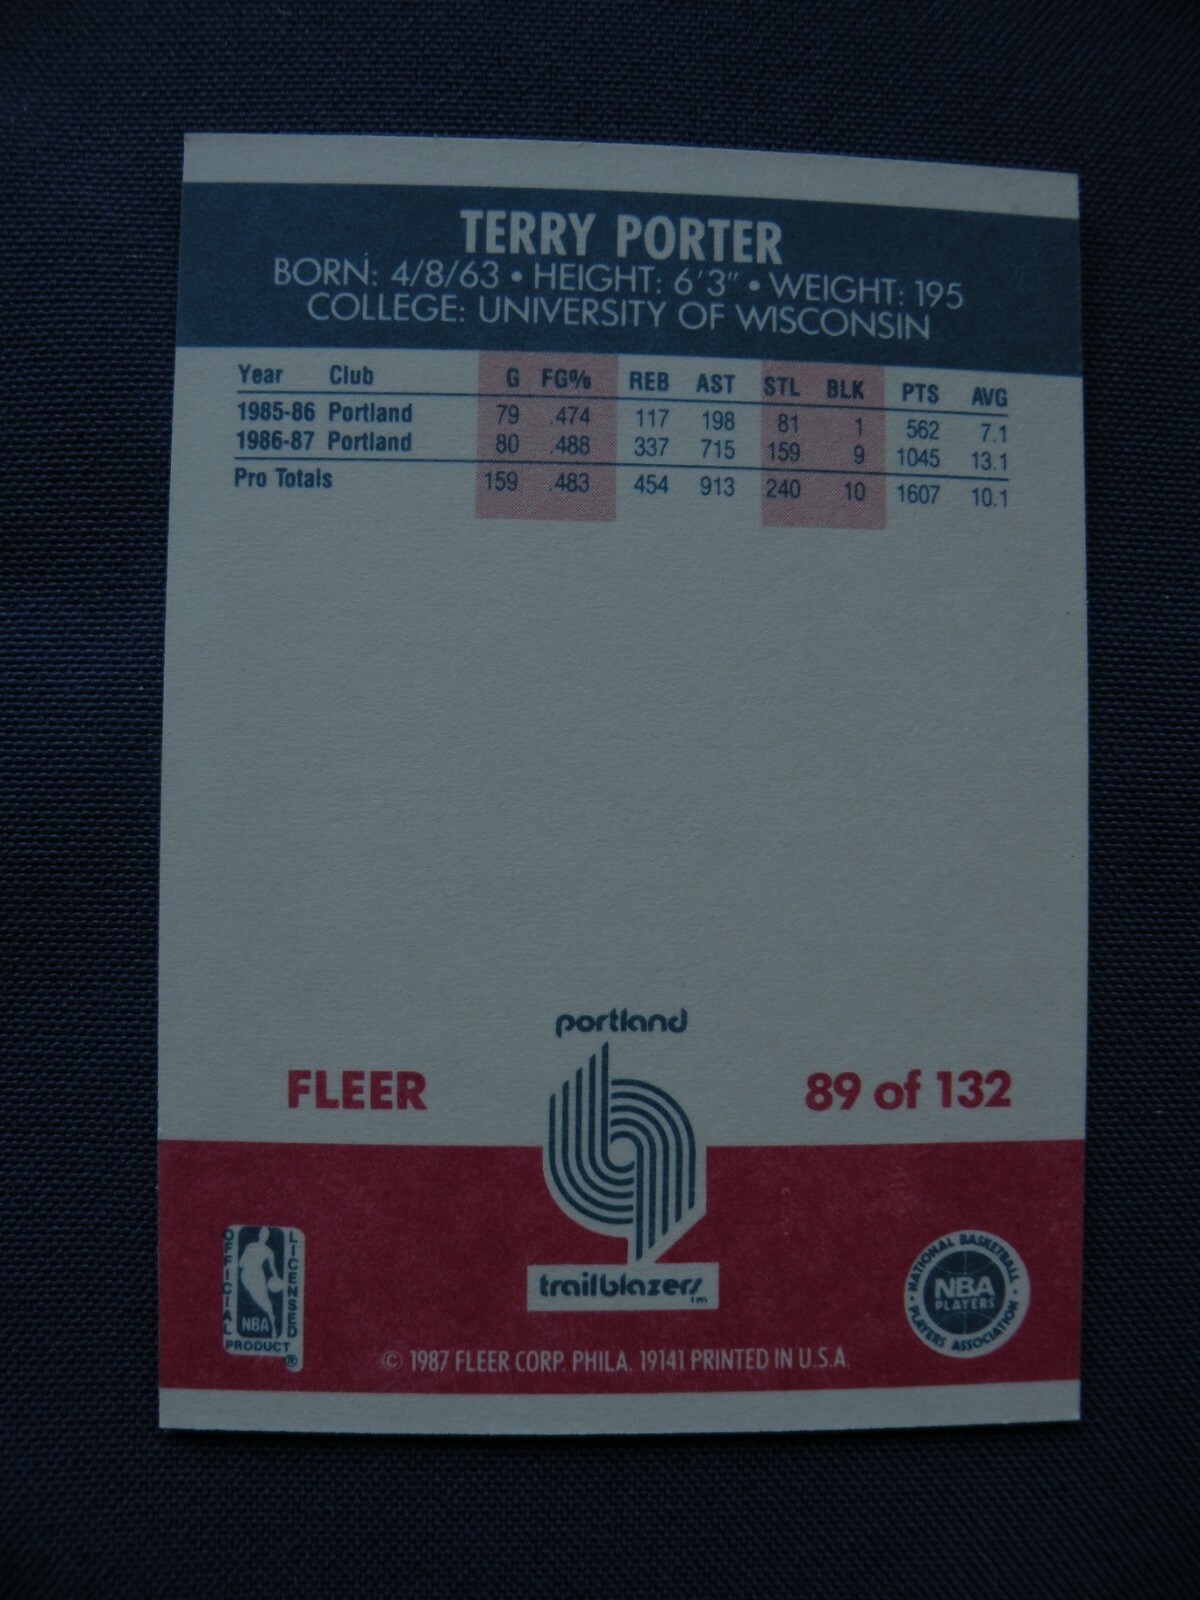 TERRY PORTER
BORN: 4/8/63 • HEIGHT: 6'3" • WEIGHT: 195
COLLEGE: UNIVERSITY OF WISCONSIN
Year Club G FG% REB AST STL BLK PTS AVG
1985-86 Portland 79 .474 117 198 81 1 562 7.1
1986-87 Portland 80 .488 337 715 159 9 1045 13.1
Pro Totals 159 .483 454 913 240 10 1607 10.1
portland
FLEER
89 of 132
trailblazers
tm
OFFICIAL LICENSED
NBA
PRODUCT
®
• NATIONAL BASKETBALL •
NBA
PLAYERS
PLAYERS ASSOCIATION
© 1987 FLEER CORP. PHILA. 19141 PRINTED IN U.S.A.